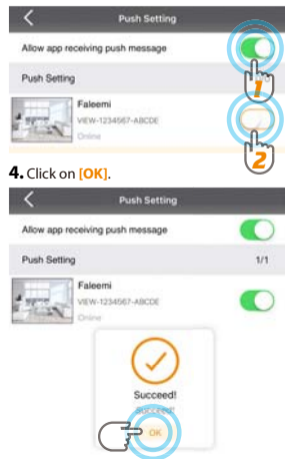 Push Setting
Allow app receiving push message
1
Push Setting
Faleemi
VIEW-1234567-ABCDE
Online
2
4. Click on [OK].
Push Setting
Allow app receiving push message
Push Setting 1/1
Faleemi
VIEW-1234567-ABCDE
Online
Succeed!
Succeed!
OK